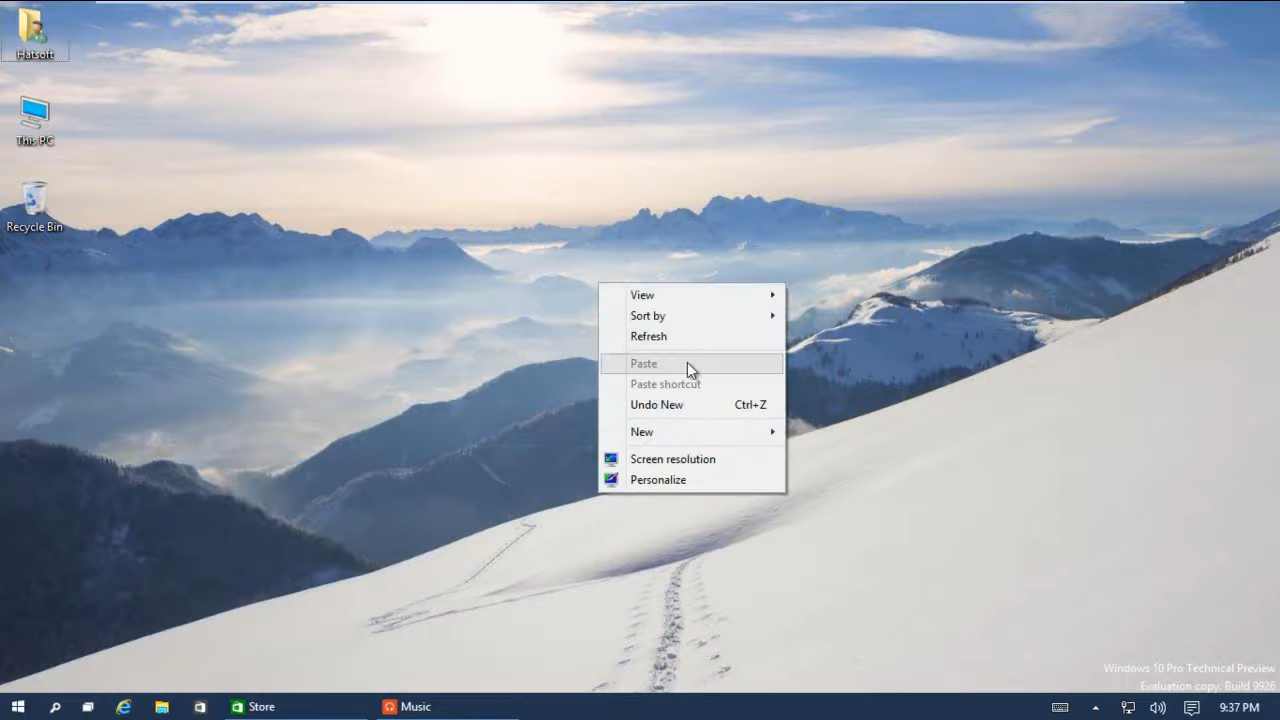 Hatsoft
This PC
Recycle Bin
View
Sort by
Refresh
Paste
Paste shortcut
Undo New Ctrl+Z
New
Screen resolution
Personalize
Windows 10 Pro Technical Preview
Evaluation copy. Build 9926
Store
Music
9:37 PM